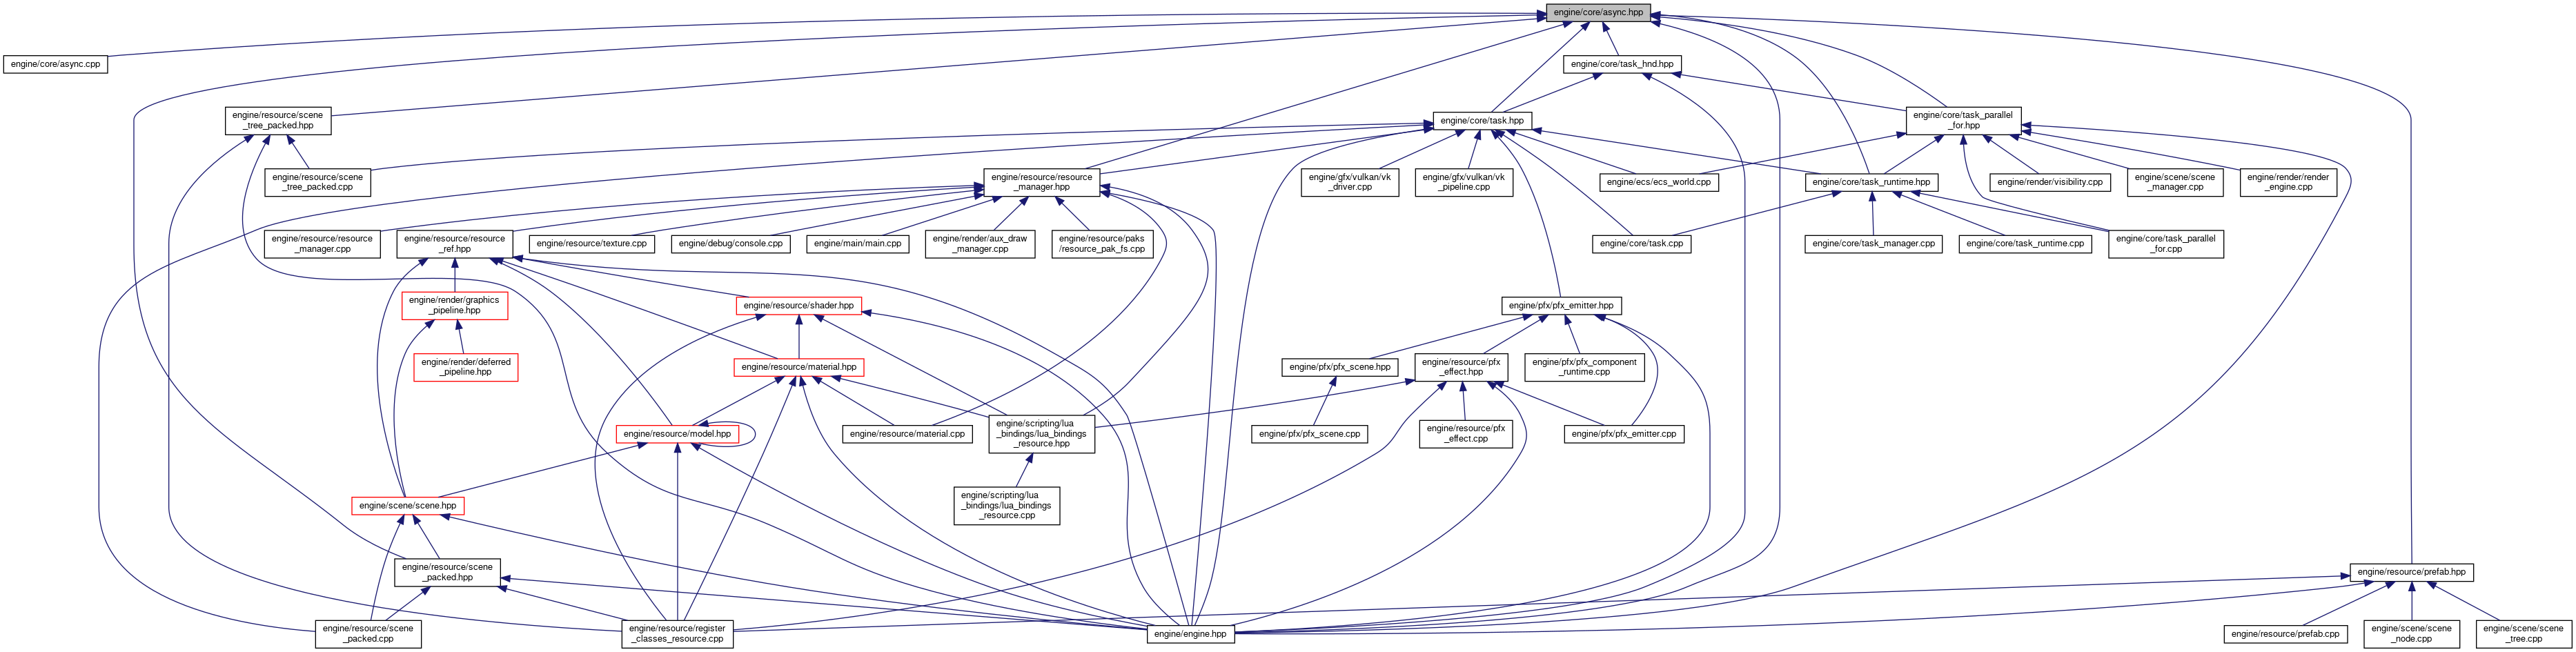 engine/core/async.hpp
engine/core/async.cpp
engine/core/task_hnd.hpp
engine/resource/scene
_tree_packed.hpp
engine/core/task.hpp
engine/core/task_parallel
_for.hpp
engine/resource/scene
_tree_packed.cpp
engine/resource/resource
_manager.hpp
engine/gfx/vulkan/vk
_driver.cpp
engine/gfx/vulkan/vk
_pipeline.cpp
engine/ecs/ecs_world.cpp
engine/core/task_runtime.hpp
engine/render/visibility.cpp
engine/scene/scene
_manager.cpp
engine/render/render
_engine.cpp
engine/resource/resource
_manager.cpp
engine/resource/resource
_ref.hpp
engine/resource/texture.cpp
engine/debug/console.cpp
engine/main/main.cpp
engine/render/aux_draw
_manager.cpp
engine/resource/paks
/resource_pak_fs.cpp
engine/core/task.cpp
engine/core/task_manager.cpp
engine/core/task_runtime.cpp
engine/core/task_parallel
_for.cpp
engine/render/graphics
_pipeline.hpp
engine/resource/shader.hpp
engine/pfx/pfx_emitter.hpp
engine/render/deferred
_pipeline.hpp
engine/resource/material.hpp
engine/pfx/pfx_scene.hpp
engine/resource/pfx
_effect.hpp
engine/pfx/pfx_component
_runtime.cpp
engine/resource/model.hpp
engine/resource/material.cpp
engine/scripting/lua
_bindings/lua_bindings
_resource.hpp
engine/pfx/pfx_scene.cpp
engine/resource/pfx
_effect.cpp
engine/pfx/pfx_emitter.cpp
engine/scene/scene.hpp
engine/scripting/lua
_bindings/lua_bindings
_resource.cpp
engine/resource/scene
_packed.hpp
engine/resource/prefab.hpp
engine/resource/scene
_packed.cpp
engine/resource/register
_classes_resource.cpp
engine/engine.hpp
engine/resource/prefab.cpp
engine/scene/scene
_node.cpp
engine/scene/scene
_tree.cpp